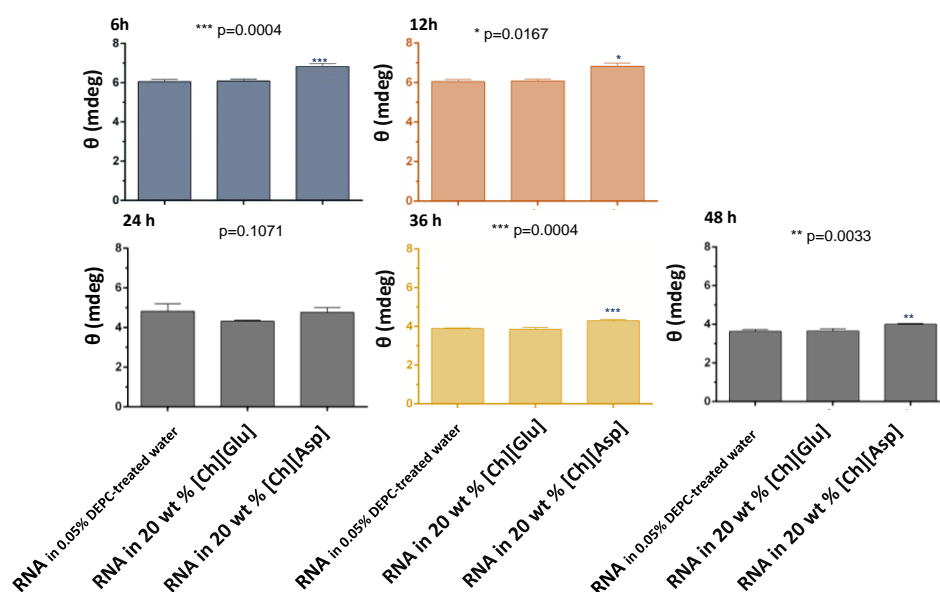 6h
*** p=0.0004
8
6
4
2
0
θ (mdeg)
***
12h
* p=0.0167
8
6
4
2
0
θ (mdeg)
*
24 h
p=0.1071
8
6
4
2
0
θ (mdeg)
RNA in 0.05% DEPC-treated water
RNA in 20 wt % [Ch][Glu]
RNA in 20 wt % [Ch][Asp]
36 h
*** p=0.0004
8
6
4
2
0
θ (mdeg)
***
RNA in 0.05% DEPC-treated water
RNA in 20 wt % [Ch][Glu]
RNA in 20 wt % [Ch][Asp]
48 h
** p=0.0033
8
6
4
2
0
θ (mdeg)
**
RNA in 0.05% DEPC-treated water
RNA in 20 wt % [Ch][Glu]
RNA in 20 wt % [Ch][Asp]